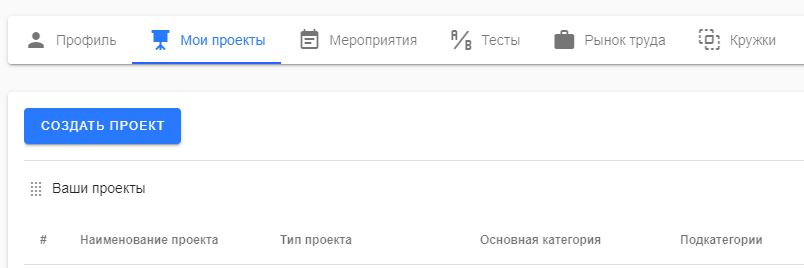 Профиль Мои проекты Мероприятия A/B Тесты Рынок труда Кружки
СОЗДАТЬ ПРОЕКТ
Ваши проекты
# Наименование проекта Тип проекта Основная категория Подкатегории